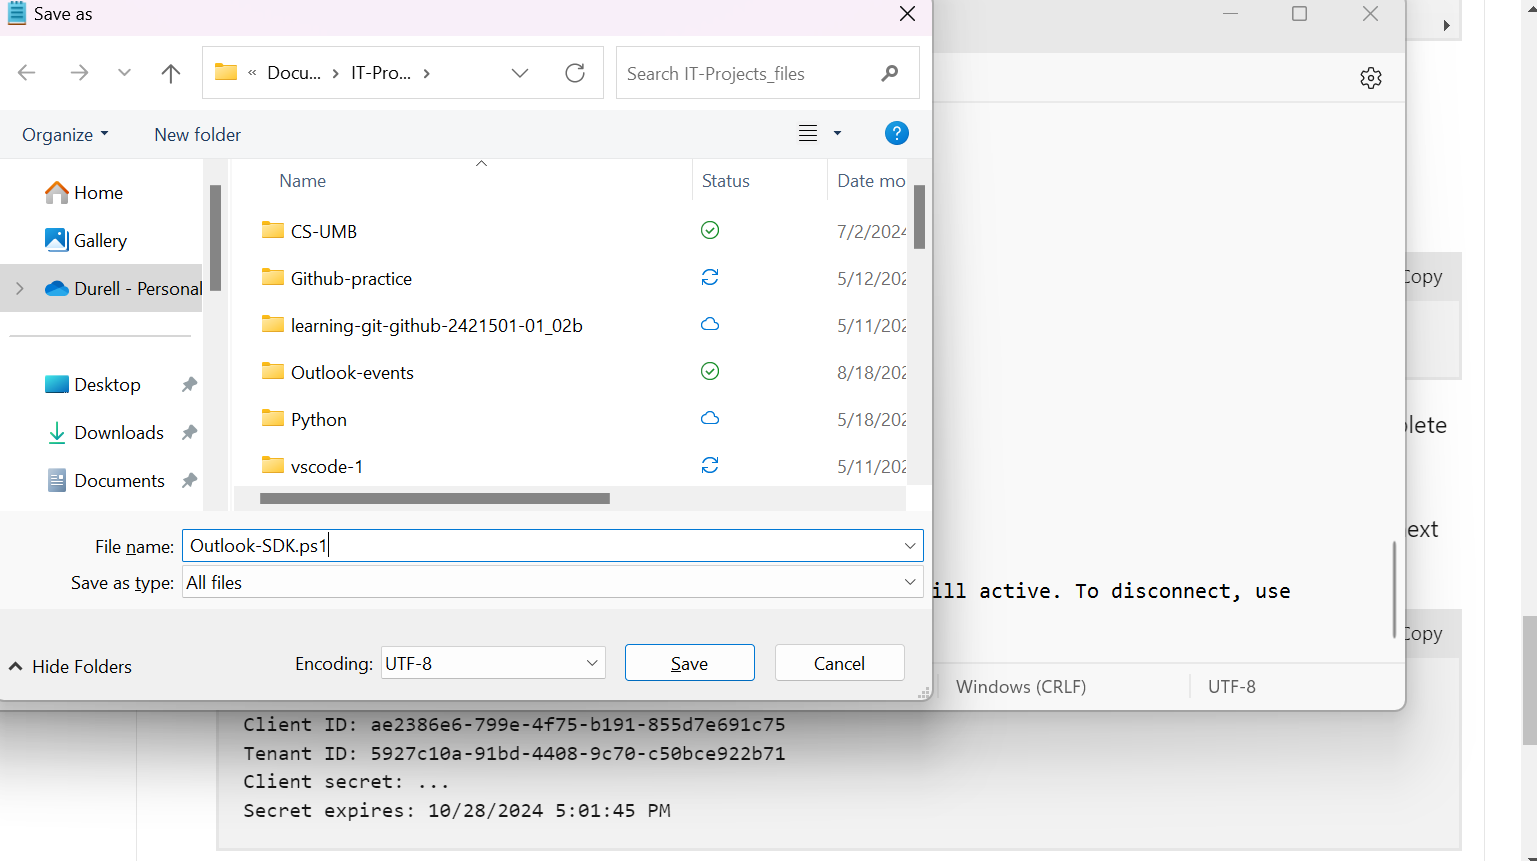 Save as
« Docu... > IT-Pro... >
Search IT-Projects_files
Organize
New folder
?
Home
Gallery
Durell - Personal
Desktop
Downloads
Documents
Name
Status
Date mo
CS-UMB
7/2/2024
Github-practice
5/12/202
learning-git-github-2421501-01_02b
5/11/202
Outlook-events
8/18/202
Python
5/18/202
vscode-1
5/11/202
File name:
Outlook-SDK.ps1
Save as type:
All files
Hide Folders
Encoding:
UTF-8
Save
Cancel
Copy
lete
ext
ill active. To disconnect, use
Copy
Windows (CRLF)
UTF-8
Client ID: ae2386e6-799e-4f75-b191-855d7e691c75
Tenant ID: 5927c10a-91bd-4408-9c70-c50bce922b71
Client secret: ...
Secret expires: 10/28/2024 5:01:45 PM